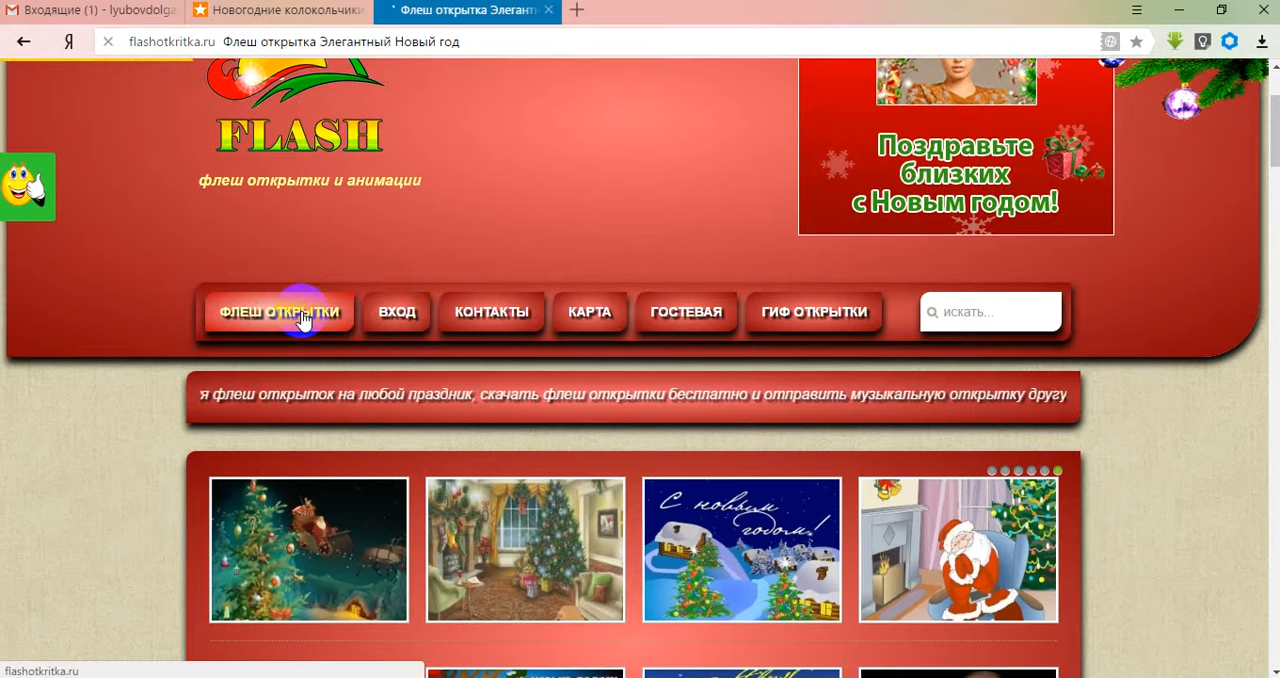 Входящие (1) - lyubovdolga
Новогодние колокольчики
Флеш открытка Элегантн
Я flashotkritka.ru Флеш открытка Элегантный Новый год
FLASH
флеш открытки и анимации
Поздравьте
близких
с Новым годом!
ФЛЕШ ОТКРЫТКИ ВХОД КОНТАКТЫ КАРТА ГОСТЕВАЯ ГИФ ОТКРЫТКИ искать...
я флеш открыток на любой праздник, скачать флеш открытки бесплатно и отправить музыкальную открытку другу
С новым
годом!
flashotkritka.ru